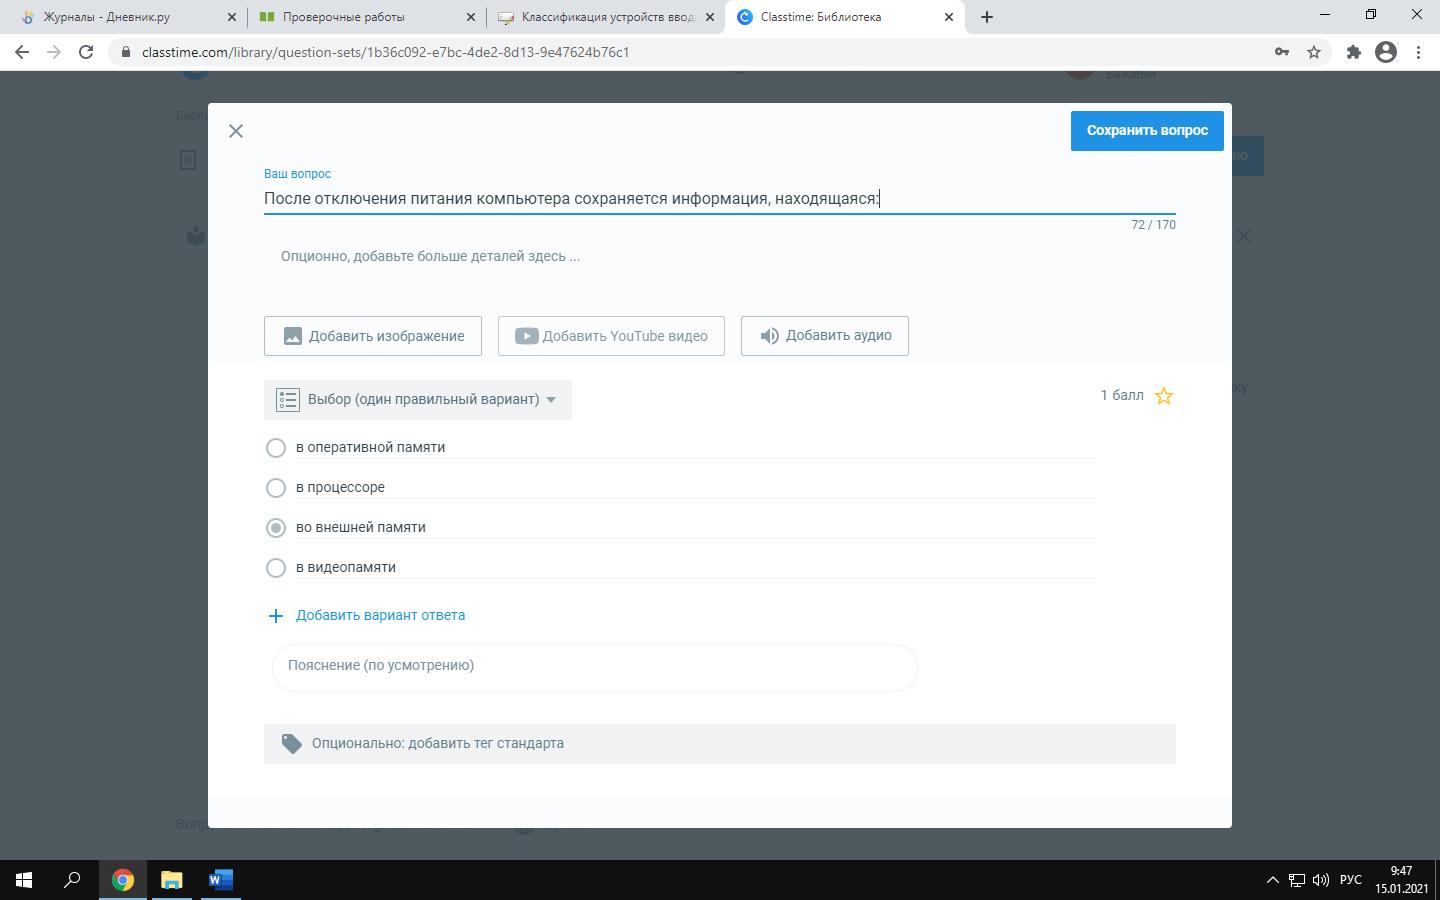 Журналы - Дневник.ру
Проверочные работы
Классификация устройств ввода
Classtime: Библиотека
classtime.com/library/question-sets/1b36c092-e7bc-4de2-8d13-9e47624b76c1
Базовый
Сохранить вопрос
Ваш вопрос
После отключения питания компьютера сохраняется информация, находящаяся:
72 / 170
Опционно, добавьте больше деталей здесь ...
Добавить изображение
Добавить YouTube видео
Добавить аудио
Выбор (один правильный вариант)
1 балл
в оперативной памяти
в процессоре
во внешней памяти
в видеопамяти
Добавить вариант ответа
Пояснение (по усмотрению)
Опционально: добавить тег стандарта
РУС
9:47
15.01.2021